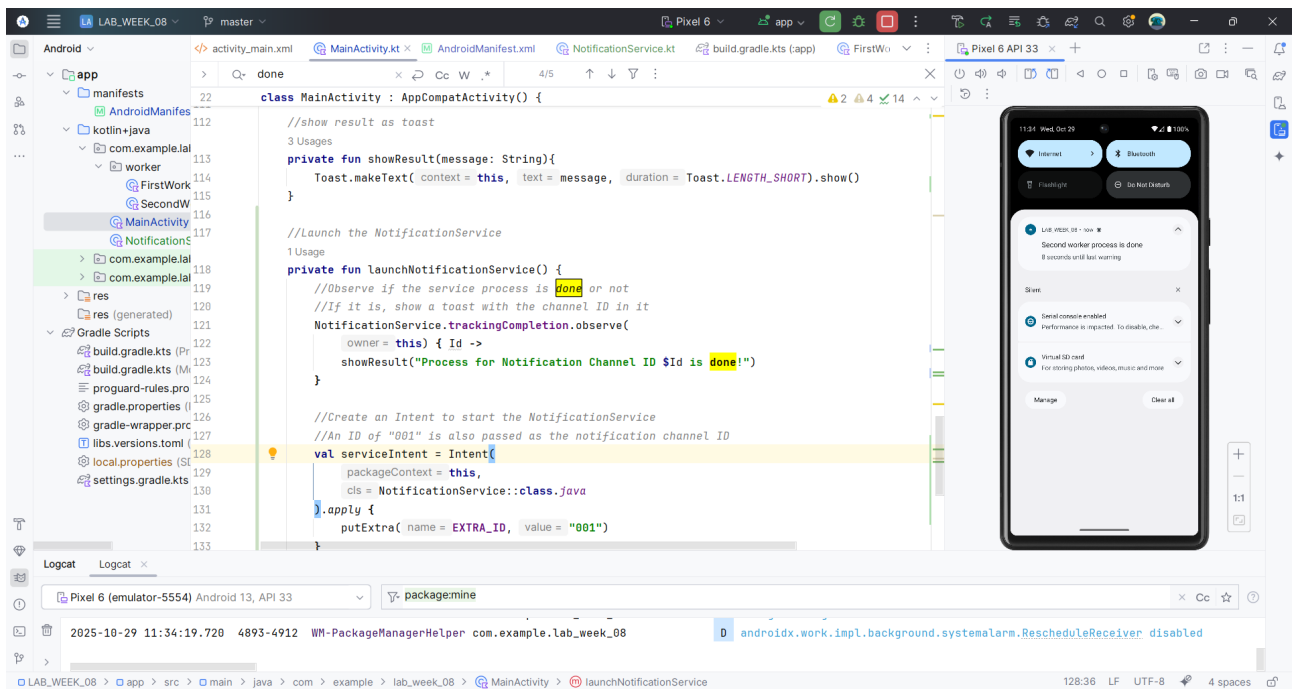 LA LAB_WEEK_08 master Pixel 6 app
Android
activity_main.xml MainActivity.kt AndroidManifest.xml NotificationService.kt build.gradle.kts (:app) FirstWo
Pixel 6 API 33
done Cc W .* 4/5
app
manifests
AndroidManifes
kotlin+java
com.example.lal
worker
FirstWork
SecondW
MainActivity
NotificationS
com.example.lal
com.example.lal
res
res (generated)
Gradle Scripts
build.gradle.kts (Pr
build.gradle.kts (Mo
proguard-rules.pro
gradle.properties (
gradle-wrapper.prc
libs.versions.toml (
local.properties (SD
settings.gradle.kts
22 class MainActivity : AppCompatActivity() {
2 4 14
112 //show result as toast
3 Usages
113 private fun showResult(message: String){
114 Toast.makeText( context = this, text = message, duration = Toast.LENGTH_SHORT).show()
115 }
116
117 //Launch the NotificationService
1 Usage
118 private fun launchNotificationService() {
119 //Observe if the service process is done or not
120 //If it is, show a toast with the channel ID in it
121 NotificationService.trackingCompletion.observe(
122 owner = this) { Id ->
123 showResult("Process for Notification Channel ID $Id is done!")
124 }
125
126 //Create an Intent to start the NotificationService
127 //An ID of "001" is also passed as the notification channel ID
128 val serviceIntent = Intent(
129 packageContext = this,
130 cls = NotificationService::class.java
131 ).apply {
132 putExtra( name = EXTRA_ID, value = "001")
133 }
11:34 Wed, Oct 29 100%
Internet Bluetooth
Flashlight Do Not Disturb
LAB_WEEK_08 • now
Second worker process is done
8 seconds until last warning
Silent
Serial console enabled
Performance is impacted. To disable, che...
Virtual SD card
For storing photos, videos, music and more
Manage Clear all
1:1
Logcat Logcat
Pixel 6 (emulator-5554) Android 13, API 33
package:mine Cc
2025-10-29 11:34:19.720 4893-4912 WM-PackageManagerHelper com.example.lab_week_08 D androidx.work.impl.background.systemalarm.RescheduleReceiver disabled
LAB_WEEK_08 > app > src > main > java > com > example > lab_week_08 > MainActivity > launchNotificationService 128:36 LF UTF-8 4 spaces